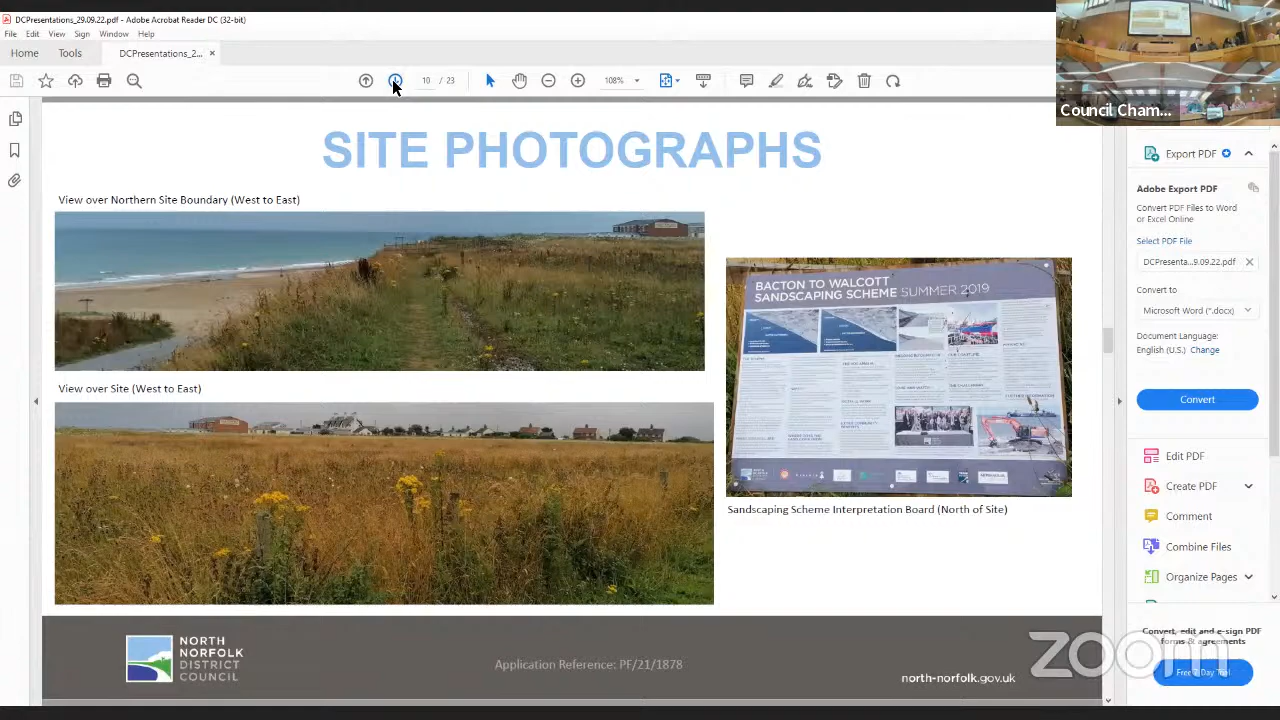 DCPresentations_29.09.22.pdf - Adobe Acrobat Reader DC (32-bit)
File Edit View Sign Window Help
Home Tools DCPresentations_2... ×
10 / 23 108%
Council Cham...
Export PDF
Adobe Export PDF
Convert PDF Files to Word
or Excel Online
Select PDF File
DCPresenta...9.09.22.pdf
Convert to
Microsoft Word (*.docx)
Document Language:
English (U.S.) Change
Convert
Edit PDF
Create PDF
Comment
Combine Files
Organize Pages
Convert, edit and e-sign PDF
forms & agreements
Free 7-Day Trial
zoom
SITE PHOTOGRAPHS
View over Northern Site Boundary (West to East)
BACTON TO WALCOTT
SANDSCAPING SCHEME SUMMER 2019
View over Site (West to East)
Sandscaping Scheme Interpretation Board (North of Site)
NORTH
NORFOLK
DISTRICT
COUNCIL
Application Reference: PF/21/1878
north-norfolk.gov.uk